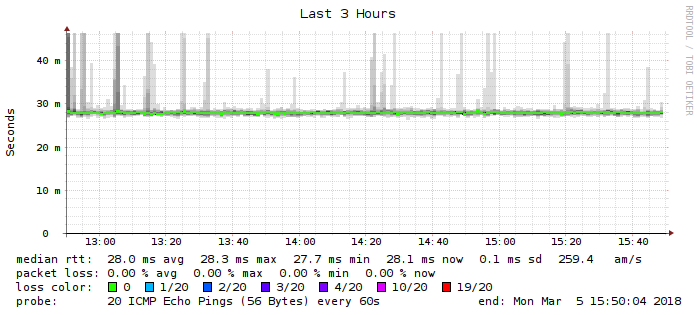 Last 3 Hours
RRDTOOL / TOBI OETIKER
Seconds
40 m
30 m
20 m
10 m
0
13:00 13:20 13:40 14:00 14:20 14:40 15:00 15:20 15:40
median rtt: 28.0 ms avg 28.3 ms max 27.7 ms min 28.1 ms now 0.1 ms sd 259.4 am/s
packet loss: 0.00 % avg 0.00 % max 0.00 % min 0.00 % now
loss color: 0 1/20 2/20 3/20 4/20 10/20 19/20
probe: 20 ICMP Echo Pings (56 Bytes) every 60s end: Mon Mar 5 15:50:04 2018